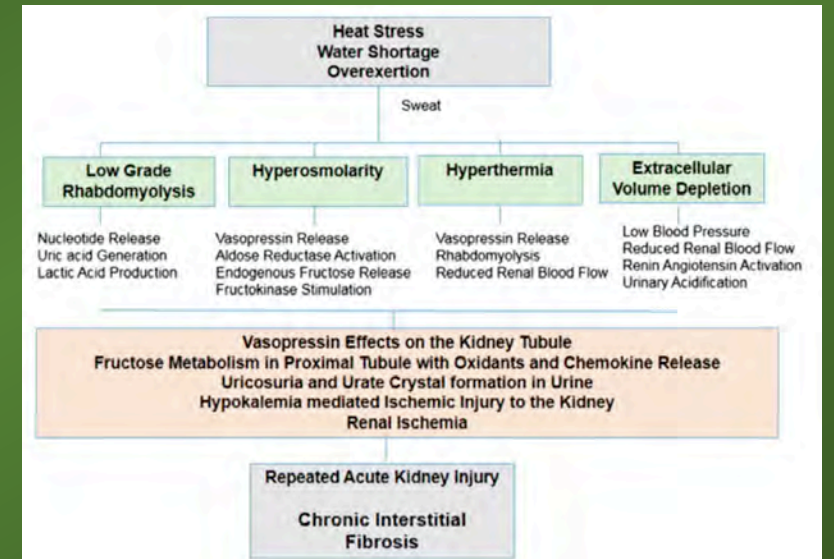 Heat Stress
Water Shortage
Overexertion
Sweat
Low Grade
Rhabdomyolysis
Nucleotide Release
Uric acid Generation
Lactic Acid Production
Hyperosmolarity
Vasopressin Release
Aldose Reductase Activation
Endogenous Fructose Release
Fructokinase Stimulation
Hyperthermia
Vasopressin Release
Rhabdomyolysis
Reduced Renal Blood Flow
Extracellular
Volume Depletion
Low Blood Pressure
Reduced Renal Blood Flow
Renin Angiotensin Activation
Urinary Acidification
Vasopressin Effects on the Kidney Tubule
Fructose Metabolism in Proximal Tubule with Oxidants and Chemokine Release
Uricosuria and Urate Crystal formation in Urine
Hypokalemia mediated Ischemic Injury to the Kidney
Renal Ischemia
Repeated Acute Kidney Injury
Chronic Interstitial
Fibrosis